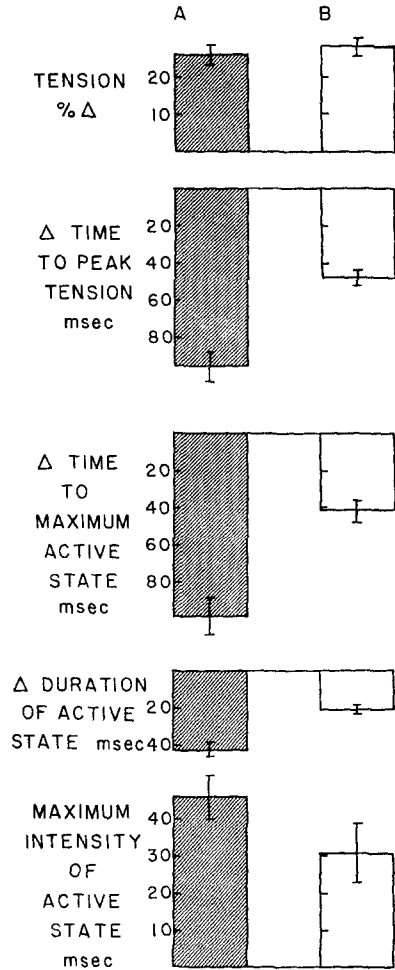 A B
TENSION
% Δ
20
10
Δ TIME
TO PEAK
TENSION
msec
20
40
60
80
Δ TIME
TO
MAXIMUM
ACTIVE
STATE
msec
20
40
60
80
Δ DURATION
OF ACTIVE
STATE msec
20
40
MAXIMUM
INTENSITY
OF
ACTIVE
STATE
msec
40
30
20
10